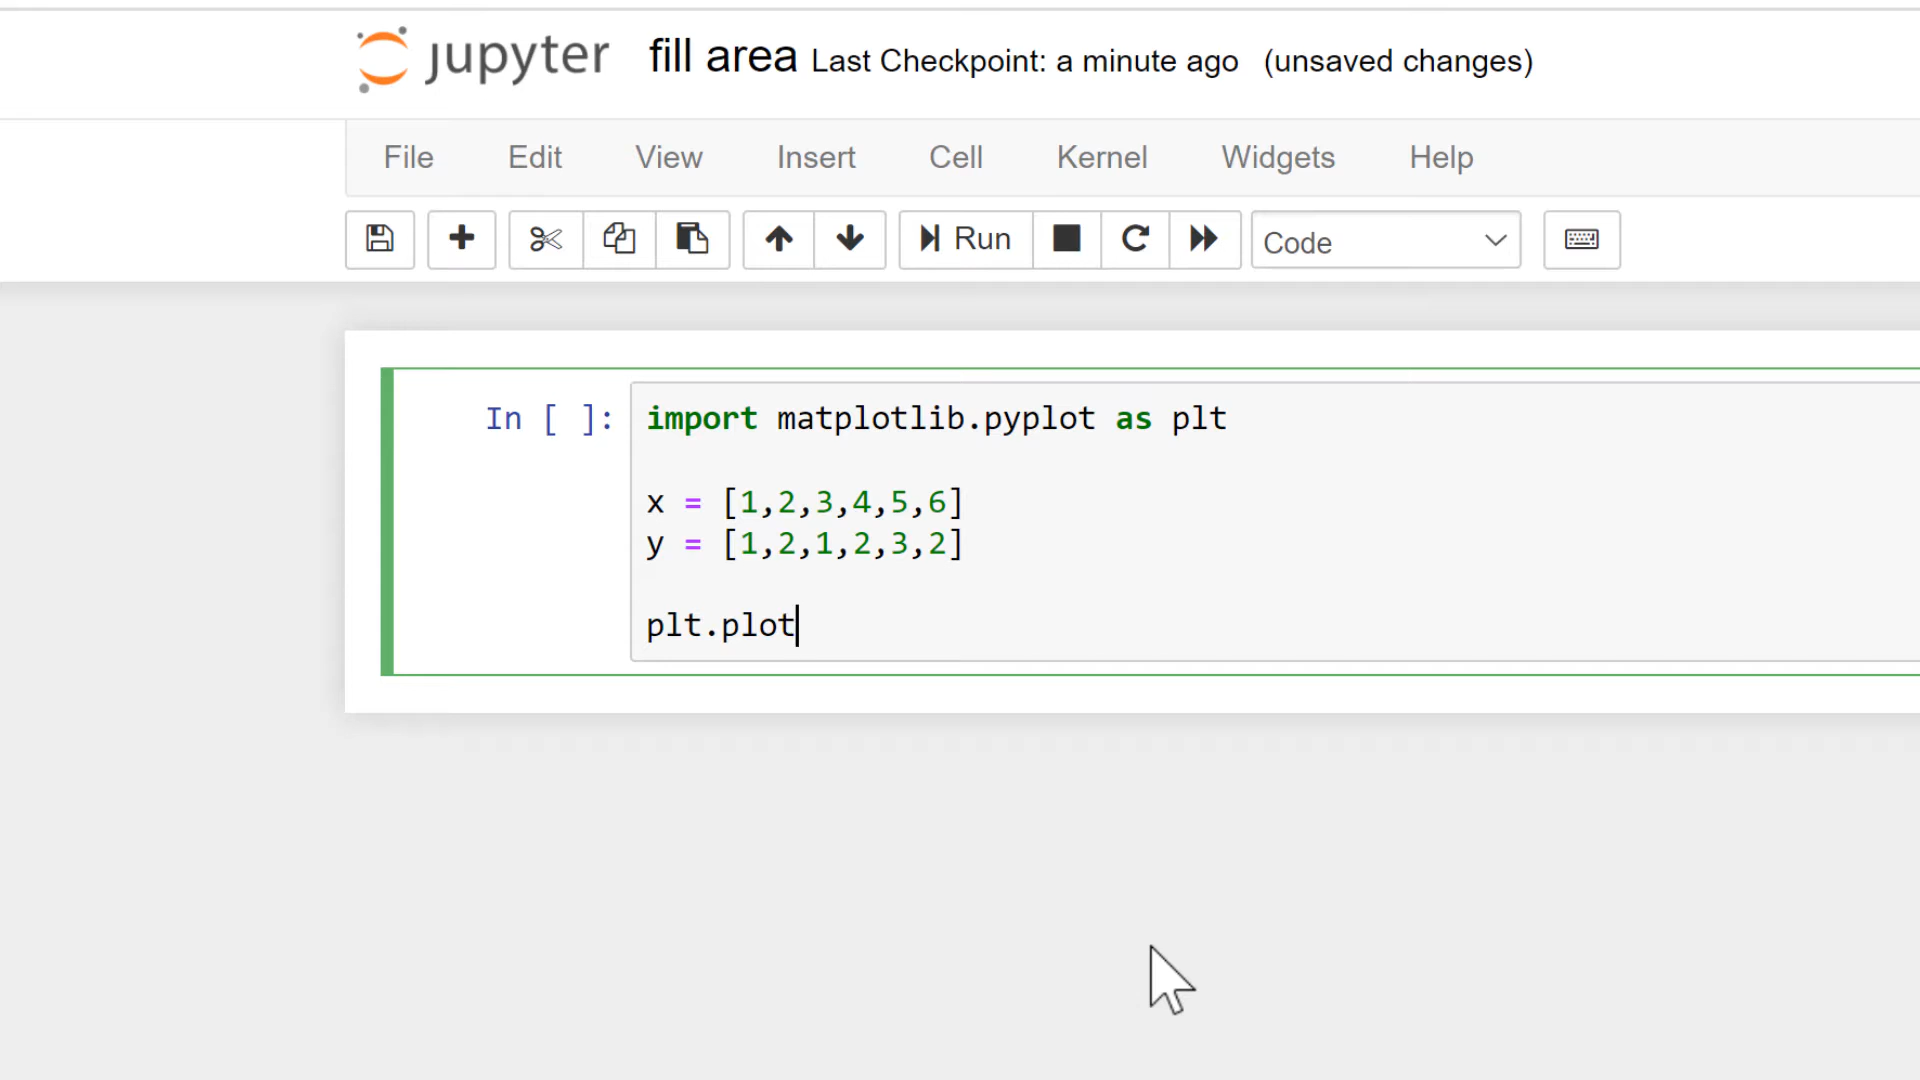 jupyter fill area Last Checkpoint: a minute ago (unsaved changes)
File Edit View Insert Cell Kernel Widgets Help
Run Code
In [ ]: import matplotlib.pyplot as plt
x = [1,2,3,4,5,6]
y = [1,2,1,2,3,2]
plt.plot